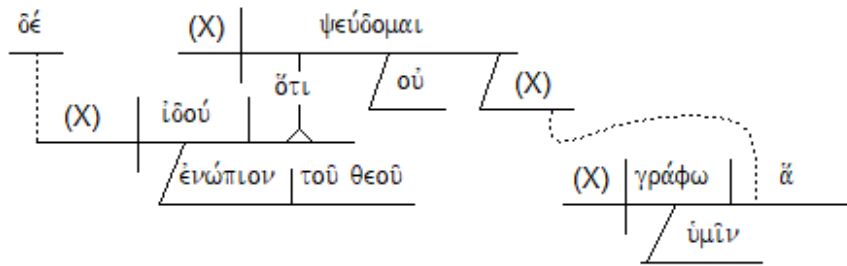 δέ (X) ψεύδομαι
ὅτι οὐ (X)
(X) ἰδού
ἐνώπιον τοῦ θεοῦ (X) γράφω ἅ
ὑμῖν